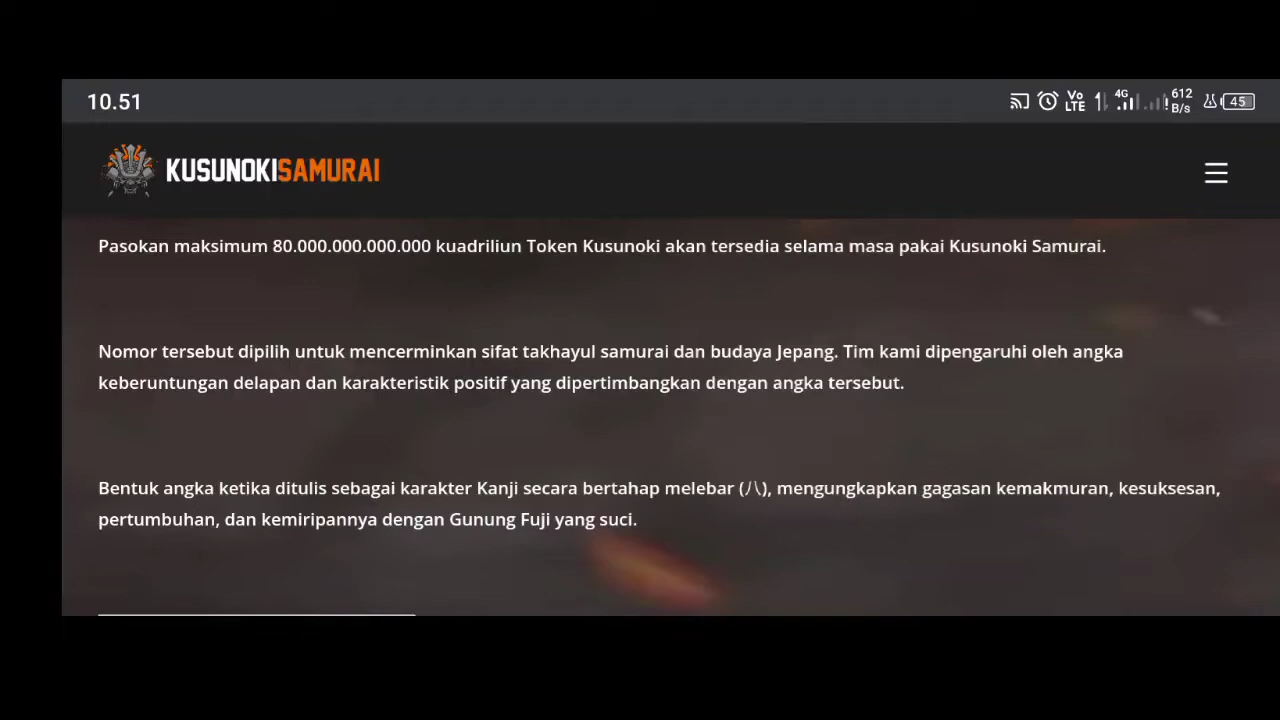 10.51
Vo LTE 4G 612 B/s 45
KUSUNOKISAMURAI
Pasokan maksimum 80.000.000.000.000 kuadriliun Token Kusunoki akan tersedia selama masa pakai Kusunoki Samurai.
Nomor tersebut dipilih untuk mencerminkan sifat takhayul samurai dan budaya Jepang. Tim kami dipengaruhi oleh angka
keberuntungan delapan dan karakteristik positif yang dipertimbangkan dengan angka tersebut.
Bentuk angka ketika ditulis sebagai karakter Kanji secara bertahap melebar (八), mengungkapkan gagasan kemakmuran, kesuksesan,
pertumbuhan, dan kemiripannya dengan Gunung Fuji yang suci.